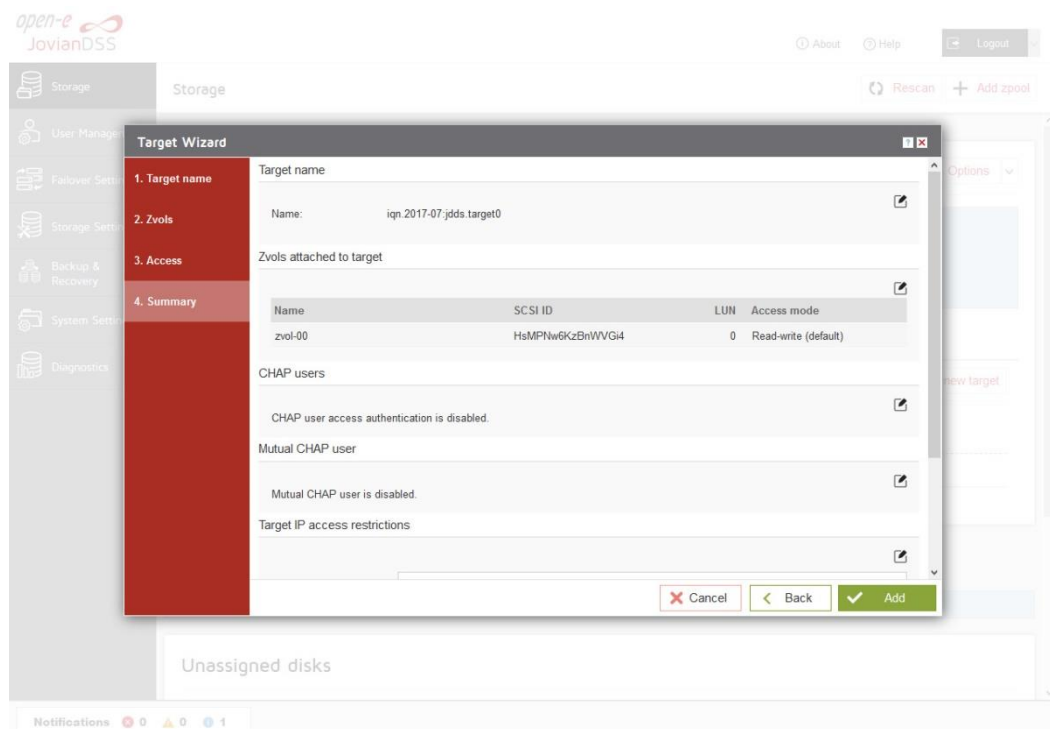 open-e
JovianDSS
About
Help
Logout
Storage
Storage
Rescan
Add zpool
User Manage
Target Wizard
1. Target name
Target name
Options
Failover Settin
Name: iqn.2017-07:jdds.target0
2. Zvols
Storage Settin
3. Access
Zvols attached to target
Backup &
Recovery
4. Summary
Name SCSI ID LUN Access mode
System Settin
zvol-00 HsMPNw6KzBnWVGi4 0 Read-write (default)
Diagnostics
CHAP users
new target
CHAP user access authentication is disabled.
Mutual CHAP user
Mutual CHAP user is disabled.
Target IP access restrictions
Cancel
Back
Add
Unassigned disks
Notifications 0 0 1